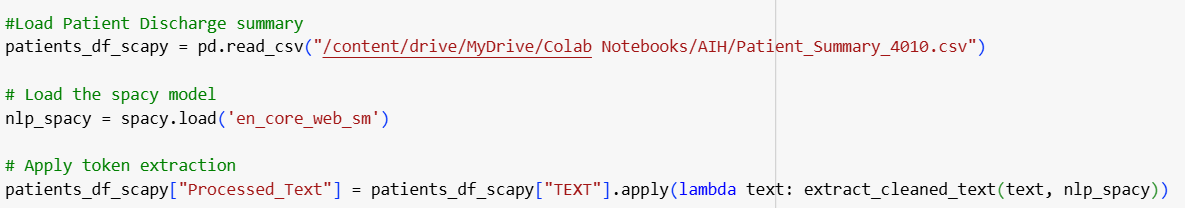 #Load Patient Discharge summary
patients_df_scapy = pd.read_csv("/content/drive/MyDrive/Colab Notebooks/AIH/Patient_Summary_4010.csv")
# Load the spacy model
nlp_spacy = spacy.load('en_core_web_sm')
# Apply token extraction
patients_df_scapy["Processed_Text"] = patients_df_scapy["TEXT"].apply(lambda text: extract_cleaned_text(text, nlp_spacy))